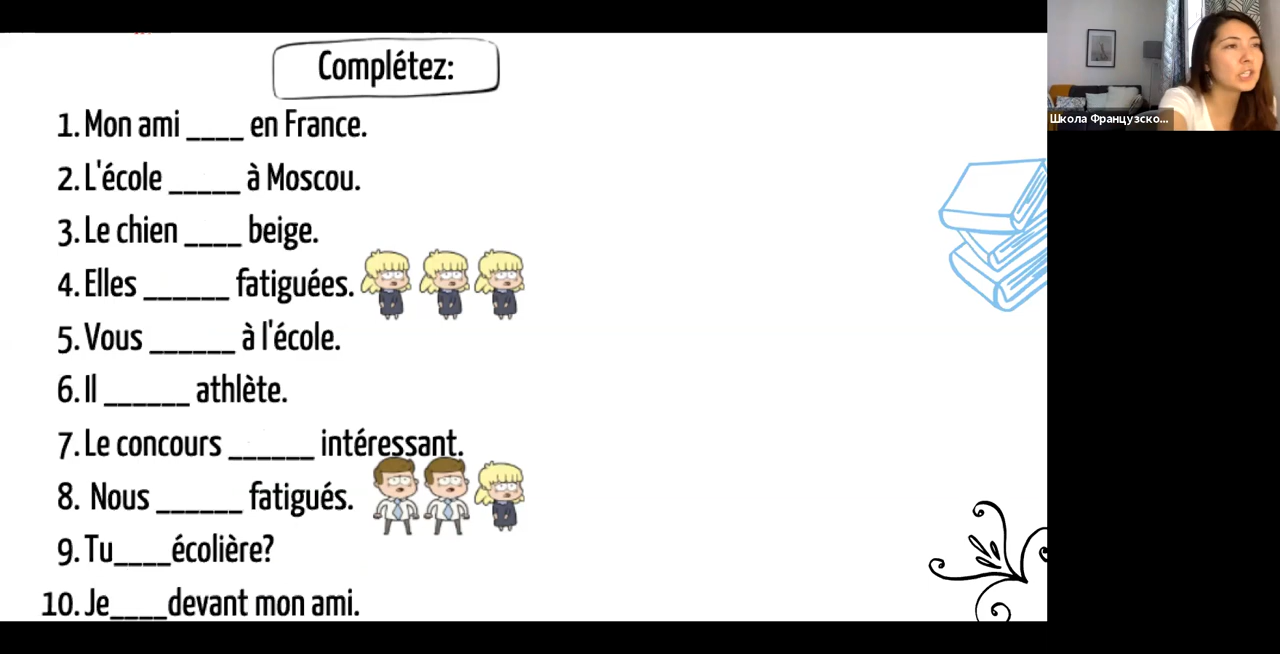 Complétez:
1. Mon ami ____ en France.
2. L'école _____ à Moscou.
3. Le chien ____ beige.
4. Elles ______ fatiguées.
5. Vous ______ à l'école.
6. Il ______ athlète.
7. Le concours ______ intéressant.
8. Nous ______ fatigués.
9. Tu____écolière?
10. Je____devant mon ami.
Школа Французско...